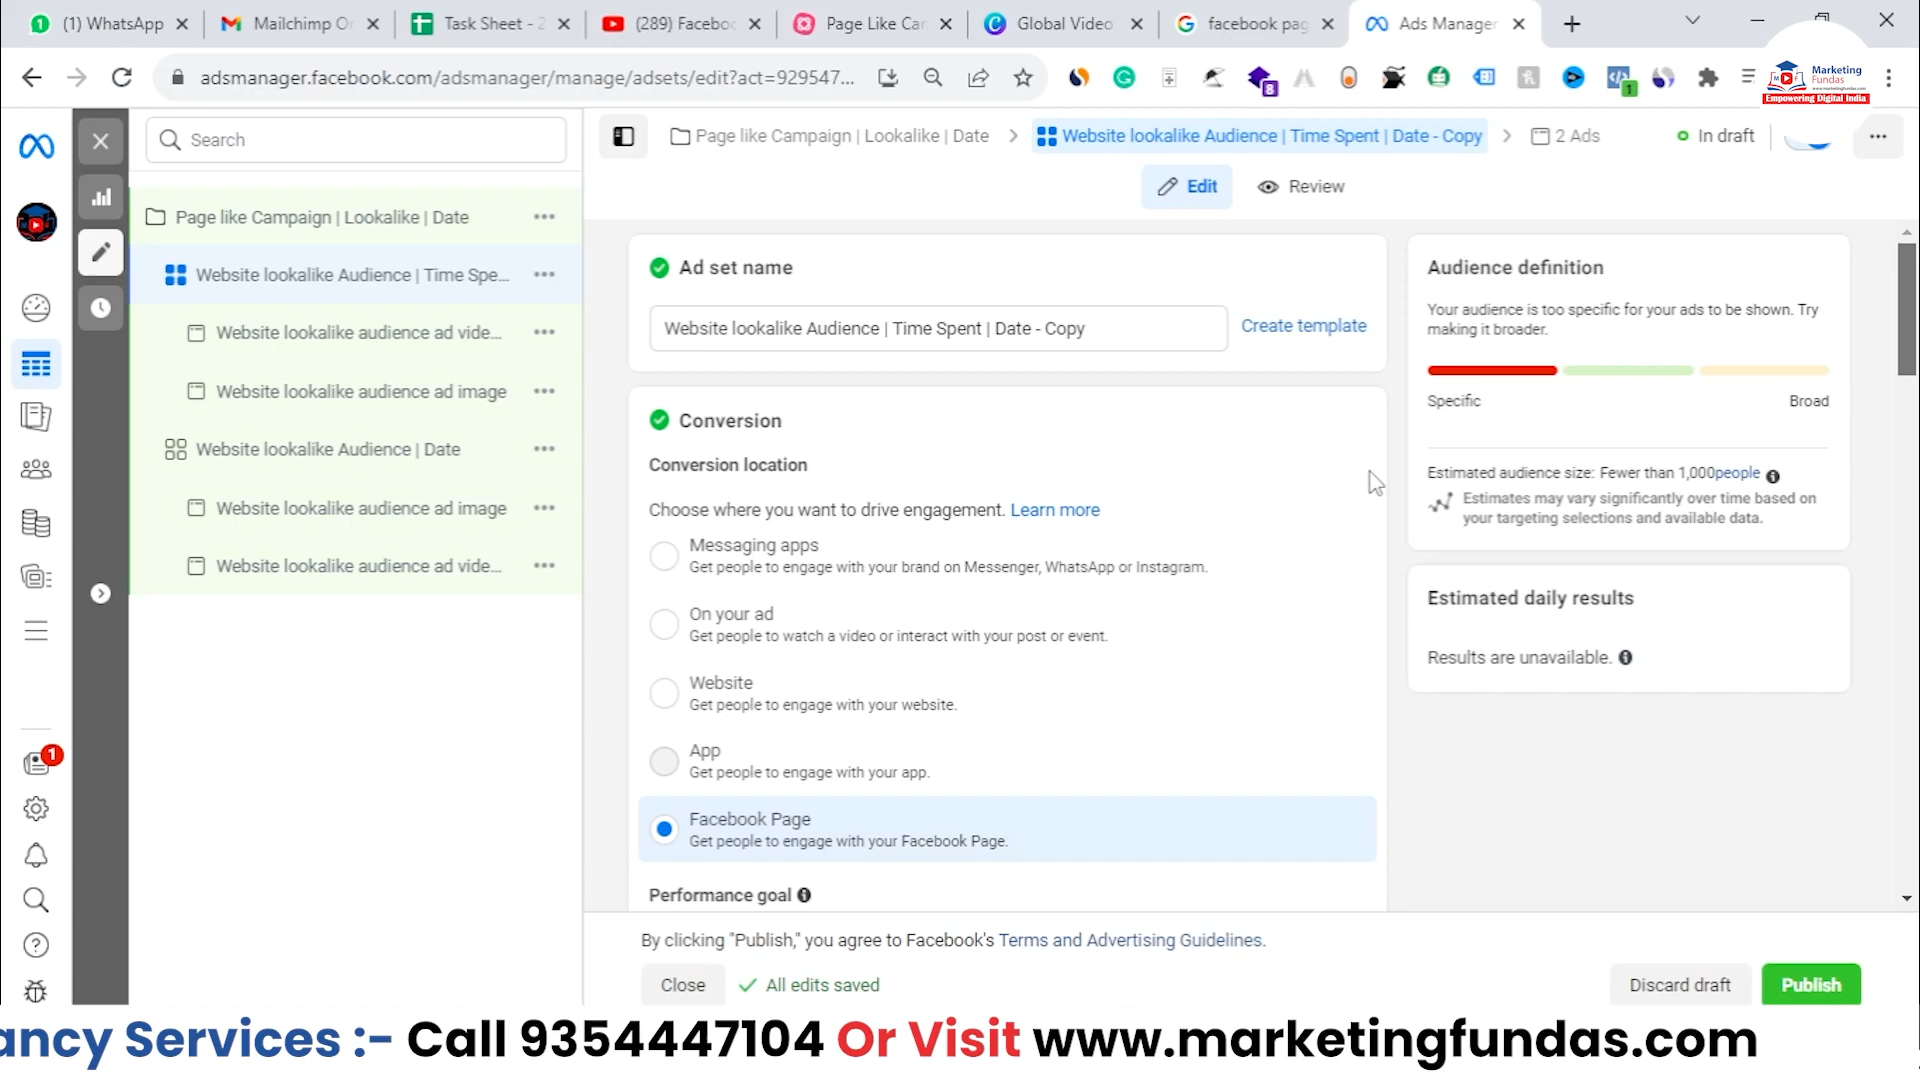 (1) WhatsApp
Mailchimp Or
Task Sheet - 2
(289) Faceboo
Page Like Car
Global Video
facebook pag
Ads Manager
adsmanager.facebook.com/adsmanager/manage/adsets/edit?act=929547...
8
1
Marketing
Fundas
www.marketingfundas.com
Empowering Digital India
Search
Page like Campaign | Lookalike | Date
Website lookalike Audience | Time Spent | Date - Copy
2 Ads
In draft
Edit
Review
Page like Campaign | Lookalike | Date
Website lookalike Audience | Time Spe...
Website lookalike audience ad vide...
Website lookalike audience ad image
Website lookalike Audience | Date
Website lookalike audience ad image
Website lookalike audience ad vide...
1
Ad set name
Website lookalike Audience | Time Spent | Date - Copy
Create template
Conversion
Conversion location
Choose where you want to drive engagement. Learn more
Messaging apps
Get people to engage with your brand on Messenger, WhatsApp or Instagram.
On your ad
Get people to watch a video or interact with your post or event.
Website
Get people to engage with your website.
App
Get people to engage with your app.
Facebook Page
Get people to engage with your Facebook Page.
Performance goal
Audience definition
Your audience is too specific for your ads to be shown. Try
making it broader.
Specific
Broad
Estimated audience size: Fewer than 1,000people
Estimates may vary significantly over time based on
your targeting selections and available data.
Estimated daily results
Results are unavailable.
By clicking "Publish," you agree to Facebook's Terms and Advertising Guidelines.
Close
All edits saved
Discard draft
Publish
ancy Services :- Call 9354447104 Or Visit www.marketingfundas.com